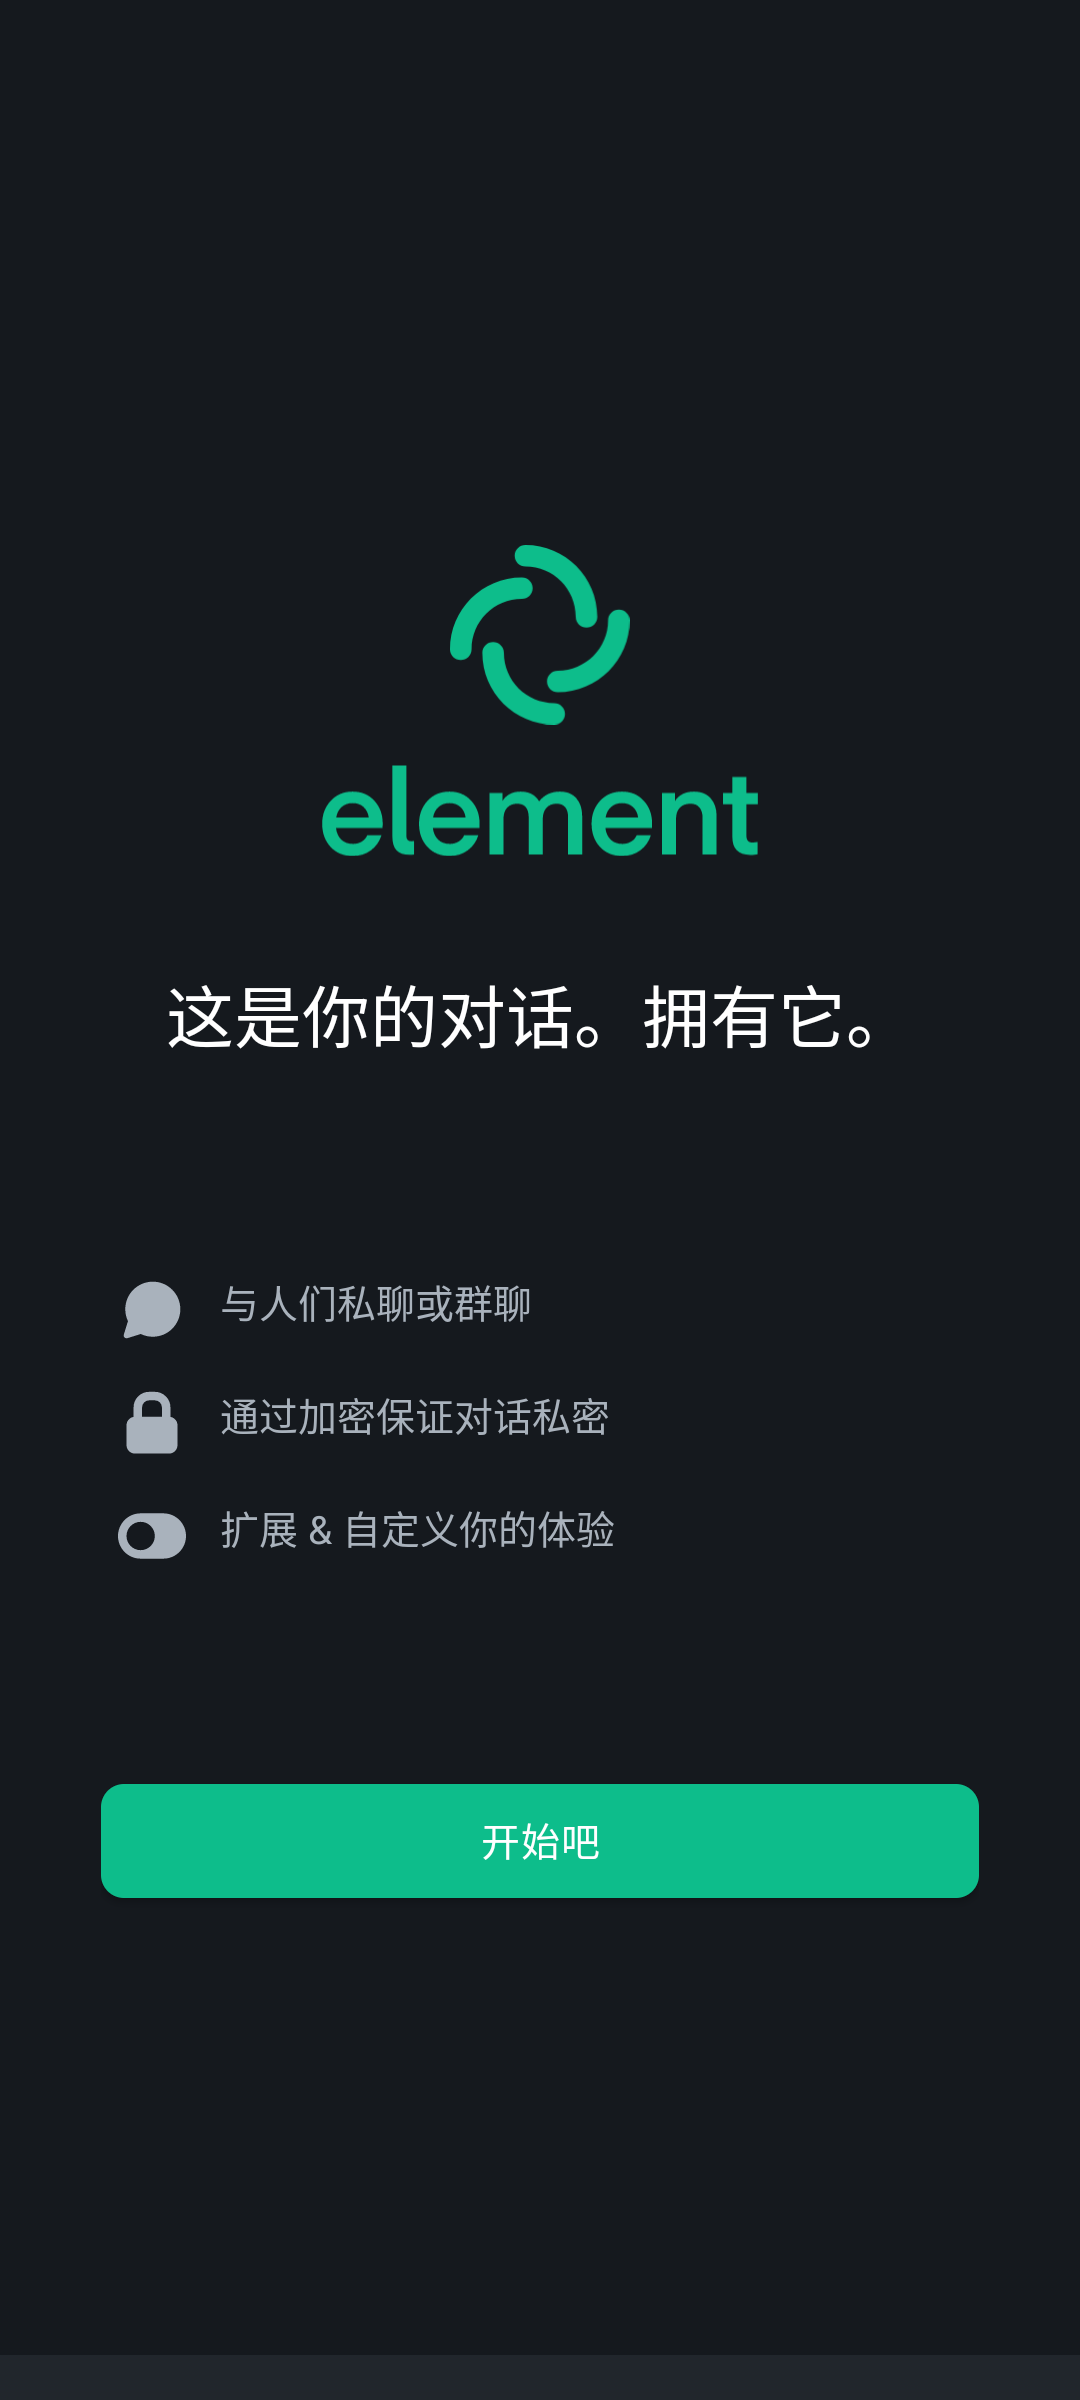 element
这是你的对话。拥有它。
与人们私聊或群聊
通过加密保证对话私密
扩展 & 自定义你的体验
开始吧